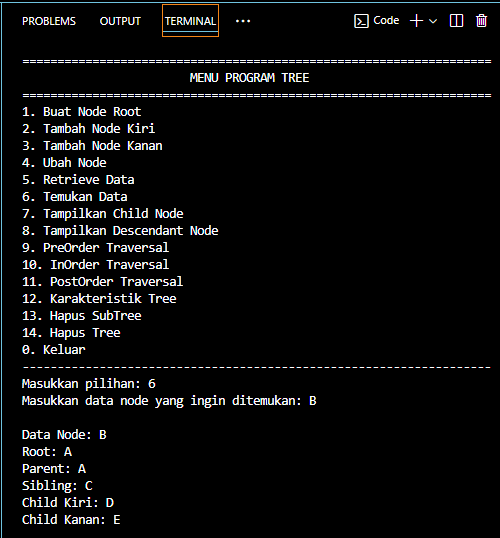 PROBLEMS OUTPUT TERMINAL ... Code
===================================================================
MENU PROGRAM TREE
===================================================================
1. Buat Node Root
2. Tambah Node Kiri
3. Tambah Node Kanan
4. Ubah Node
5. Retrieve Data
6. Temukan Data
7. Tampilkan Child Node
8. Tampilkan Descendant Node
9. PreOrder Traversal
10. InOrder Traversal
11. PostOrder Traversal
12. Karakteristik Tree
13. Hapus SubTree
14. Hapus Tree
0. Keluar
-------------------------------------------------------------------
Masukkan pilihan: 6
Masukkan data node yang ingin ditemukan: B
Data Node: B
Root: A
Parent: A
Sibling: C
Child Kiri: D
Child Kanan: E